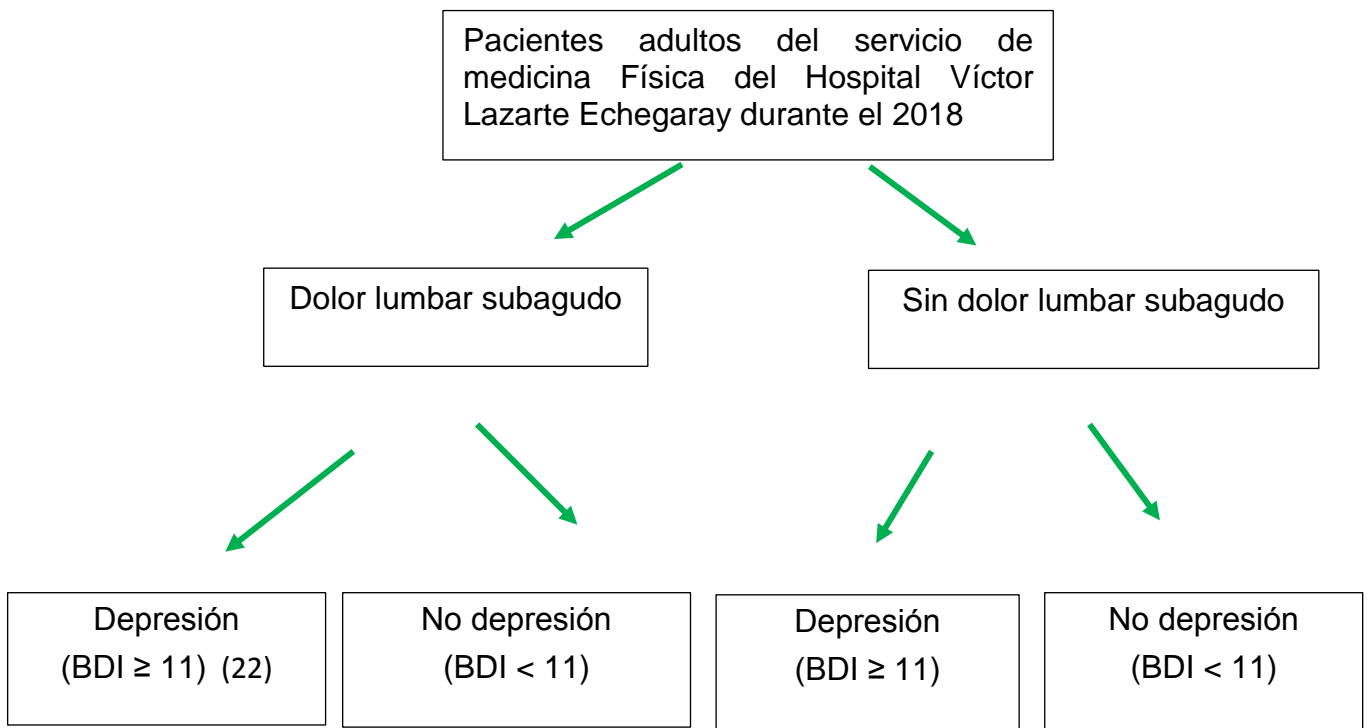 Pacientes adultos del servicio de
medicina Física del Hospital Víctor
Lazarte Echegaray durante el 2018
Dolor lumbar subagudo
Sin dolor lumbar subagudo
Depresión
(BDI ≥ 11) (22)
No depresión
(BDI < 11)
Depresión
(BDI ≥ 11)
No depresión
(BDI < 11)